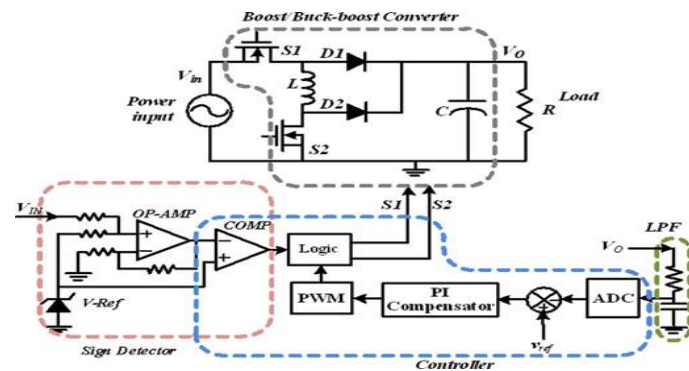 Boost/Buck-boost Converter
S1
D1
Vo
Vin
L
Power
input
D2
C
R
Load
S2
VIN
OP-AMP
COMP
S1
S2
LPF
Vo
Logic
V-Ref
PWM
PI
Compensator
ADC
vref
Sign Detector
Controller